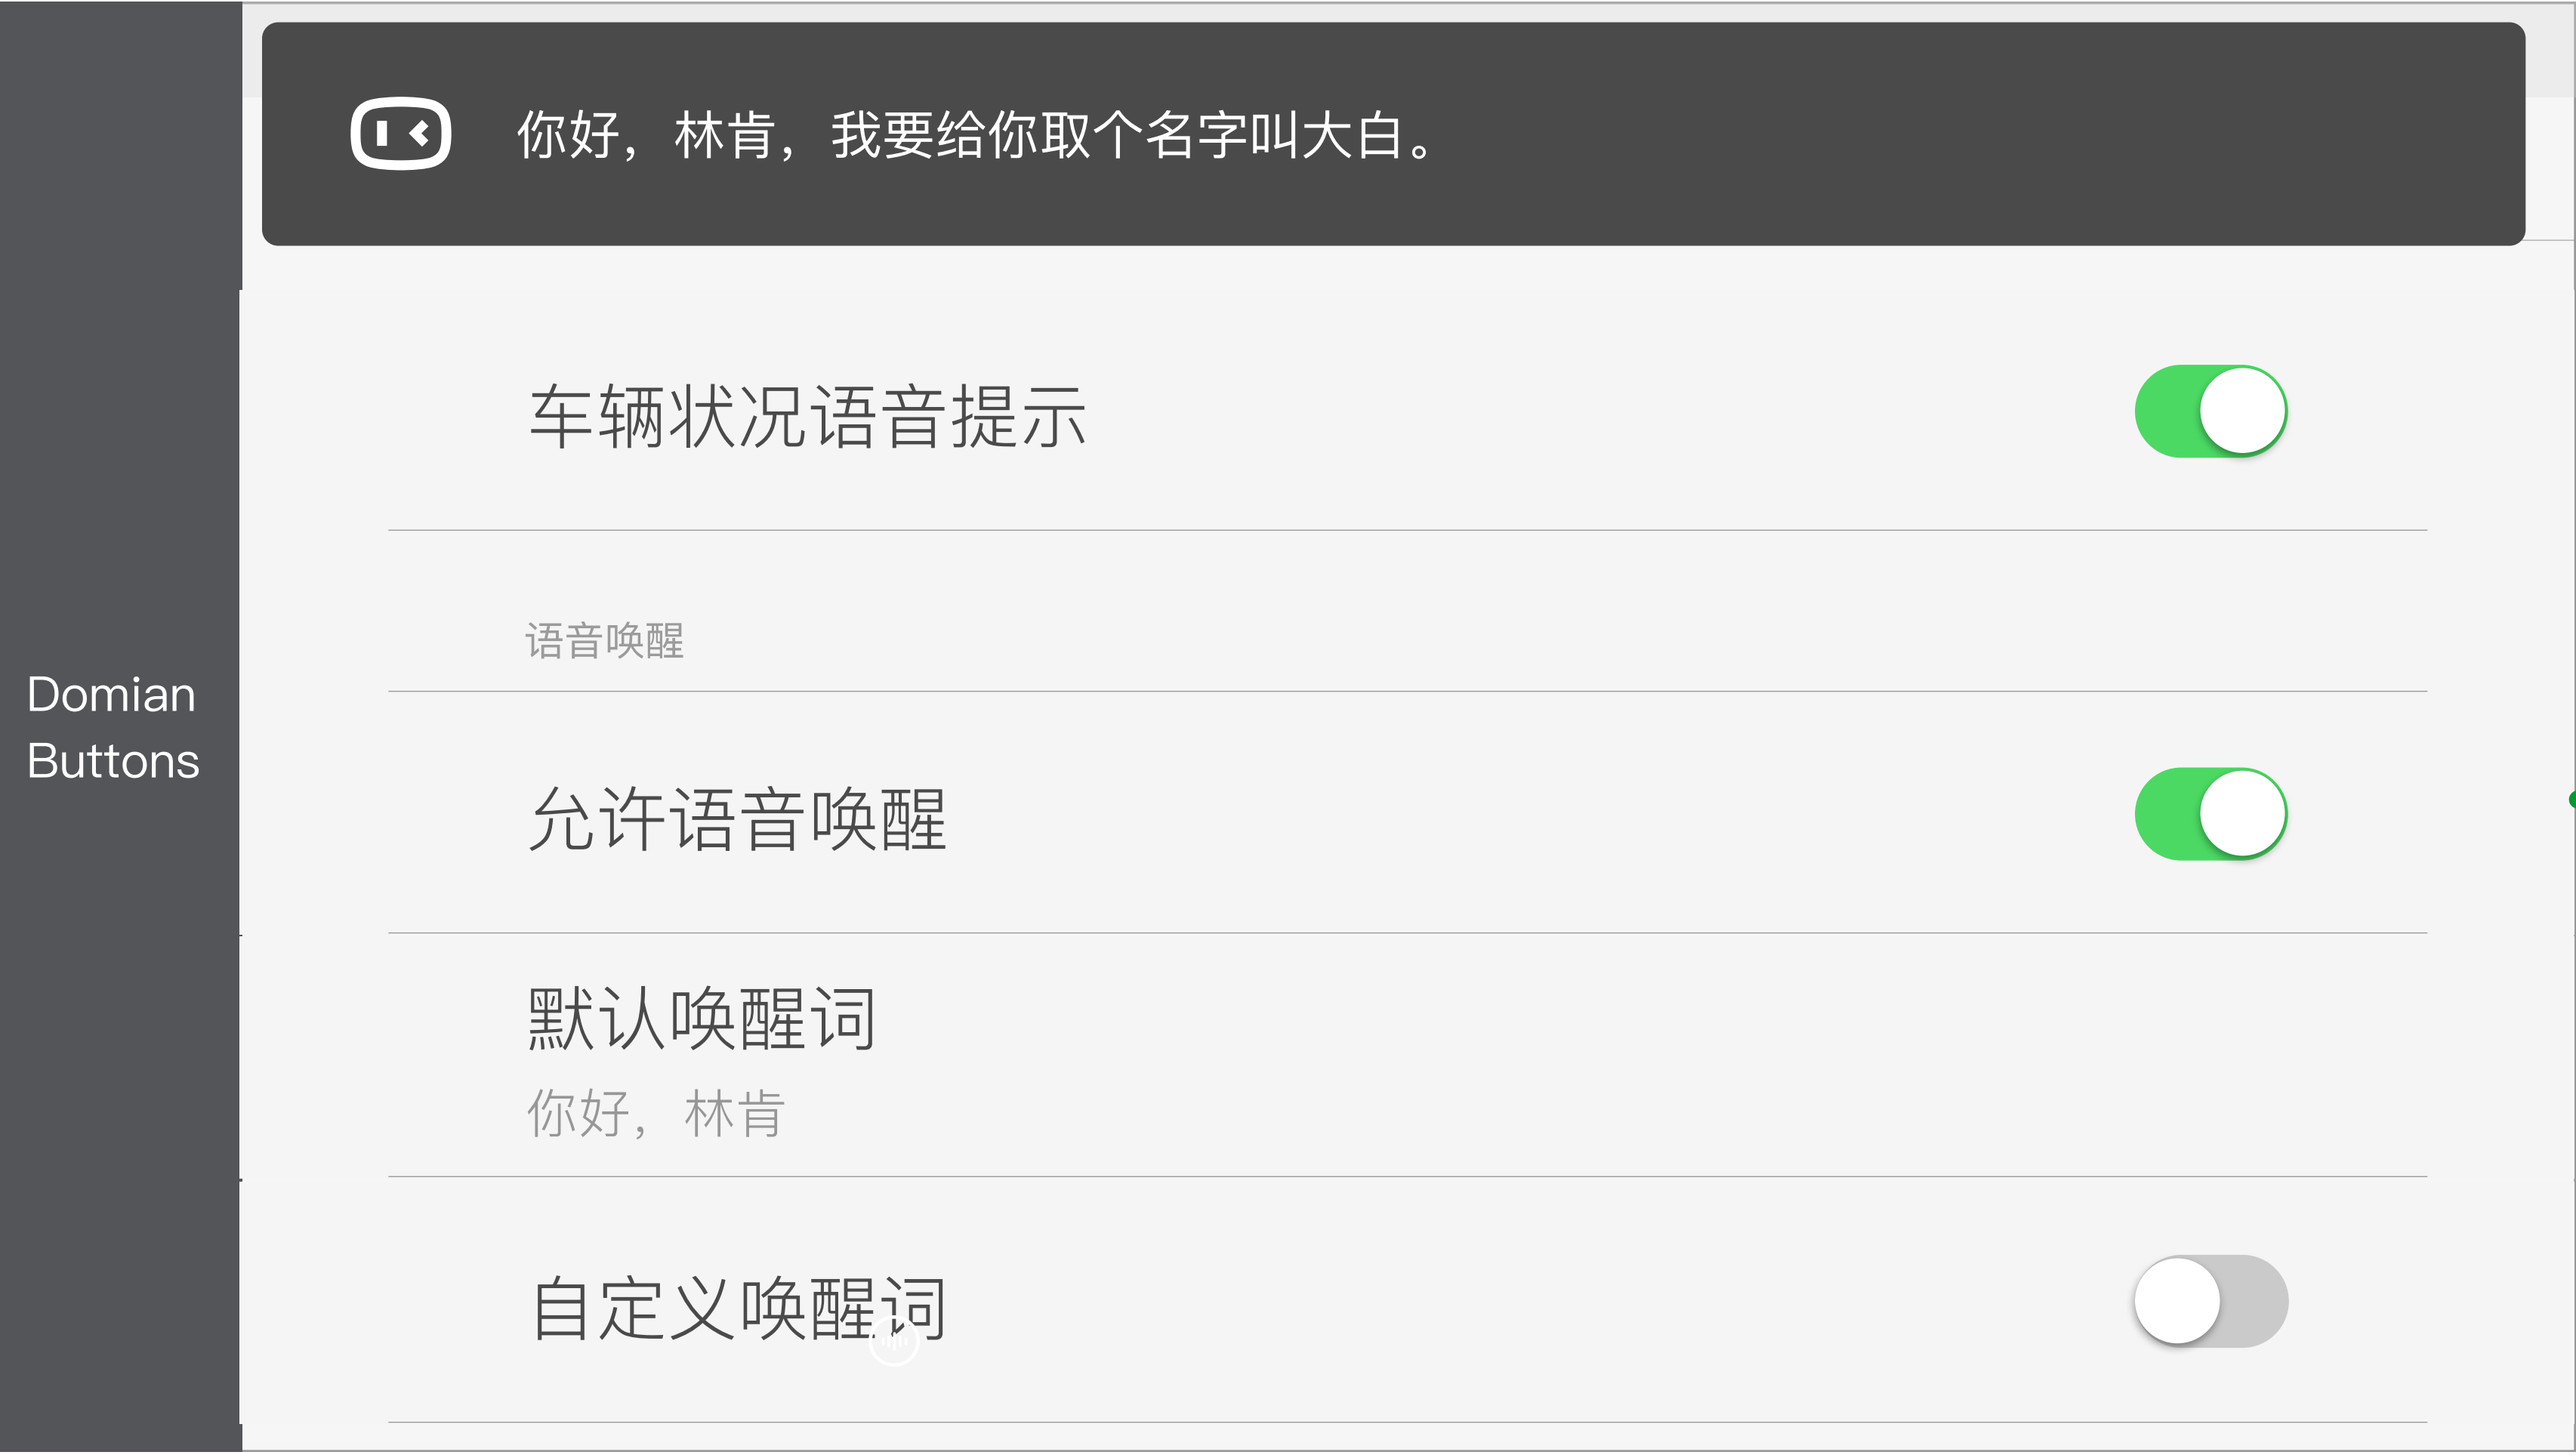 你好，林肯，我要给你取个名字叫大白。
车辆状况语音提示
语音唤醒
Domian
Buttons
允许语音唤醒
默认唤醒词
你好，林肯
自定义唤醒词